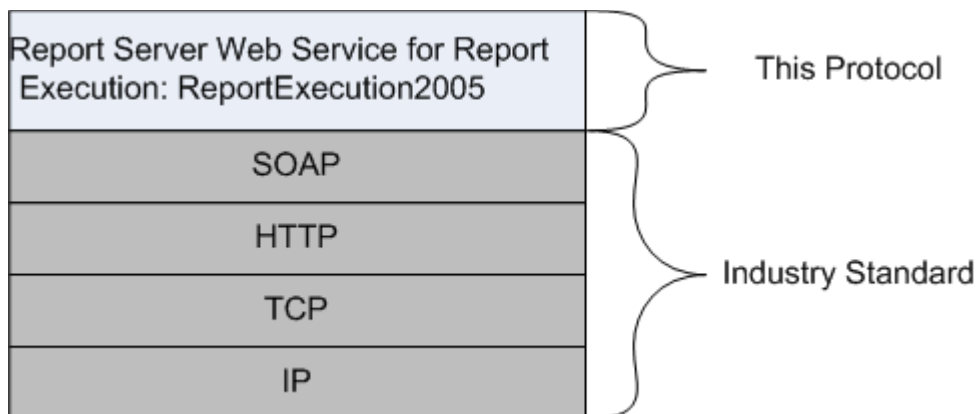 Report Server Web Service for Report
Execution: ReportExecution2005
This Protocol
SOAP
HTTP
TCP
IP
Industry Standard